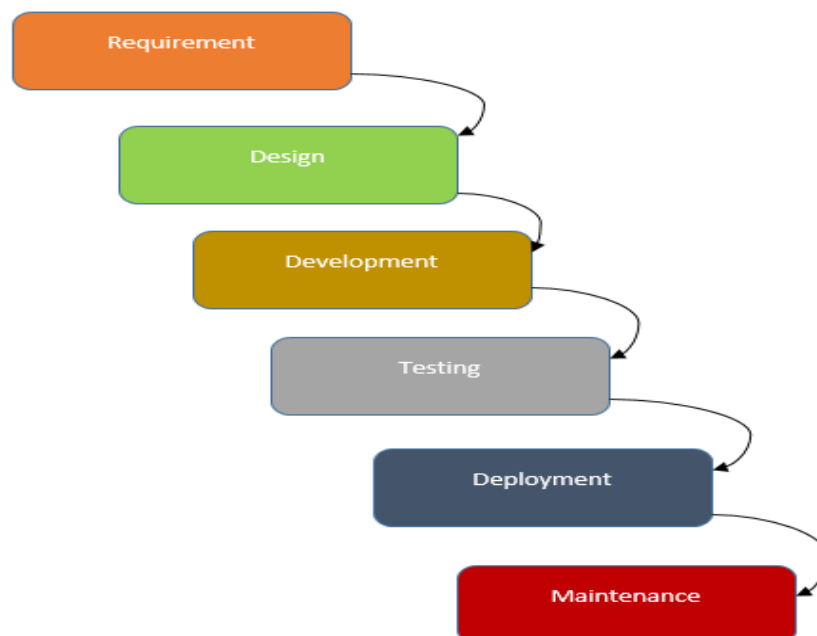 Requirement
Design
Development
Testing
Deployment
Maintenance